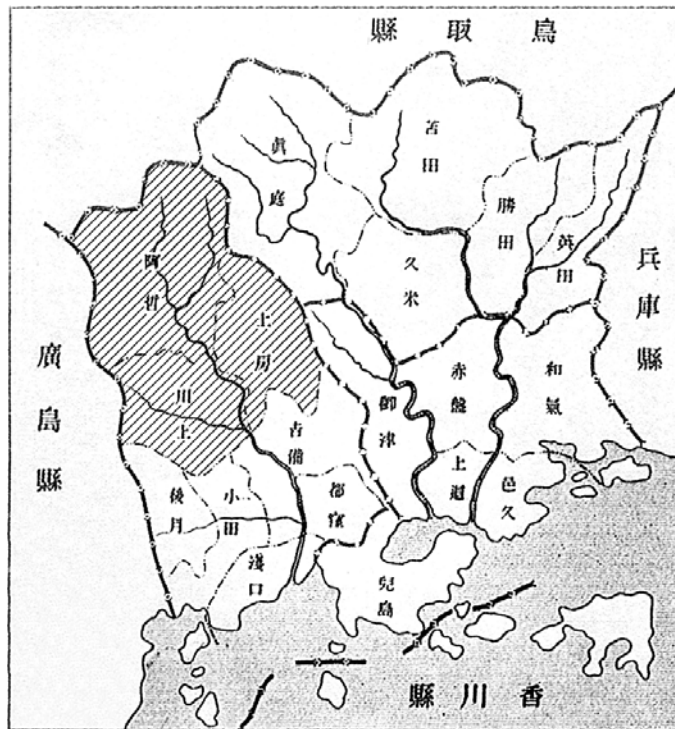 縣取鳥
眞庭
苫田
勝田
英田
久米
兵庫縣
阿哲
上房
赤盤
和氣
廣島縣
川上
御津
吉備
上道
邑久
後月
小田
都窪
淺口
兒島
縣川香